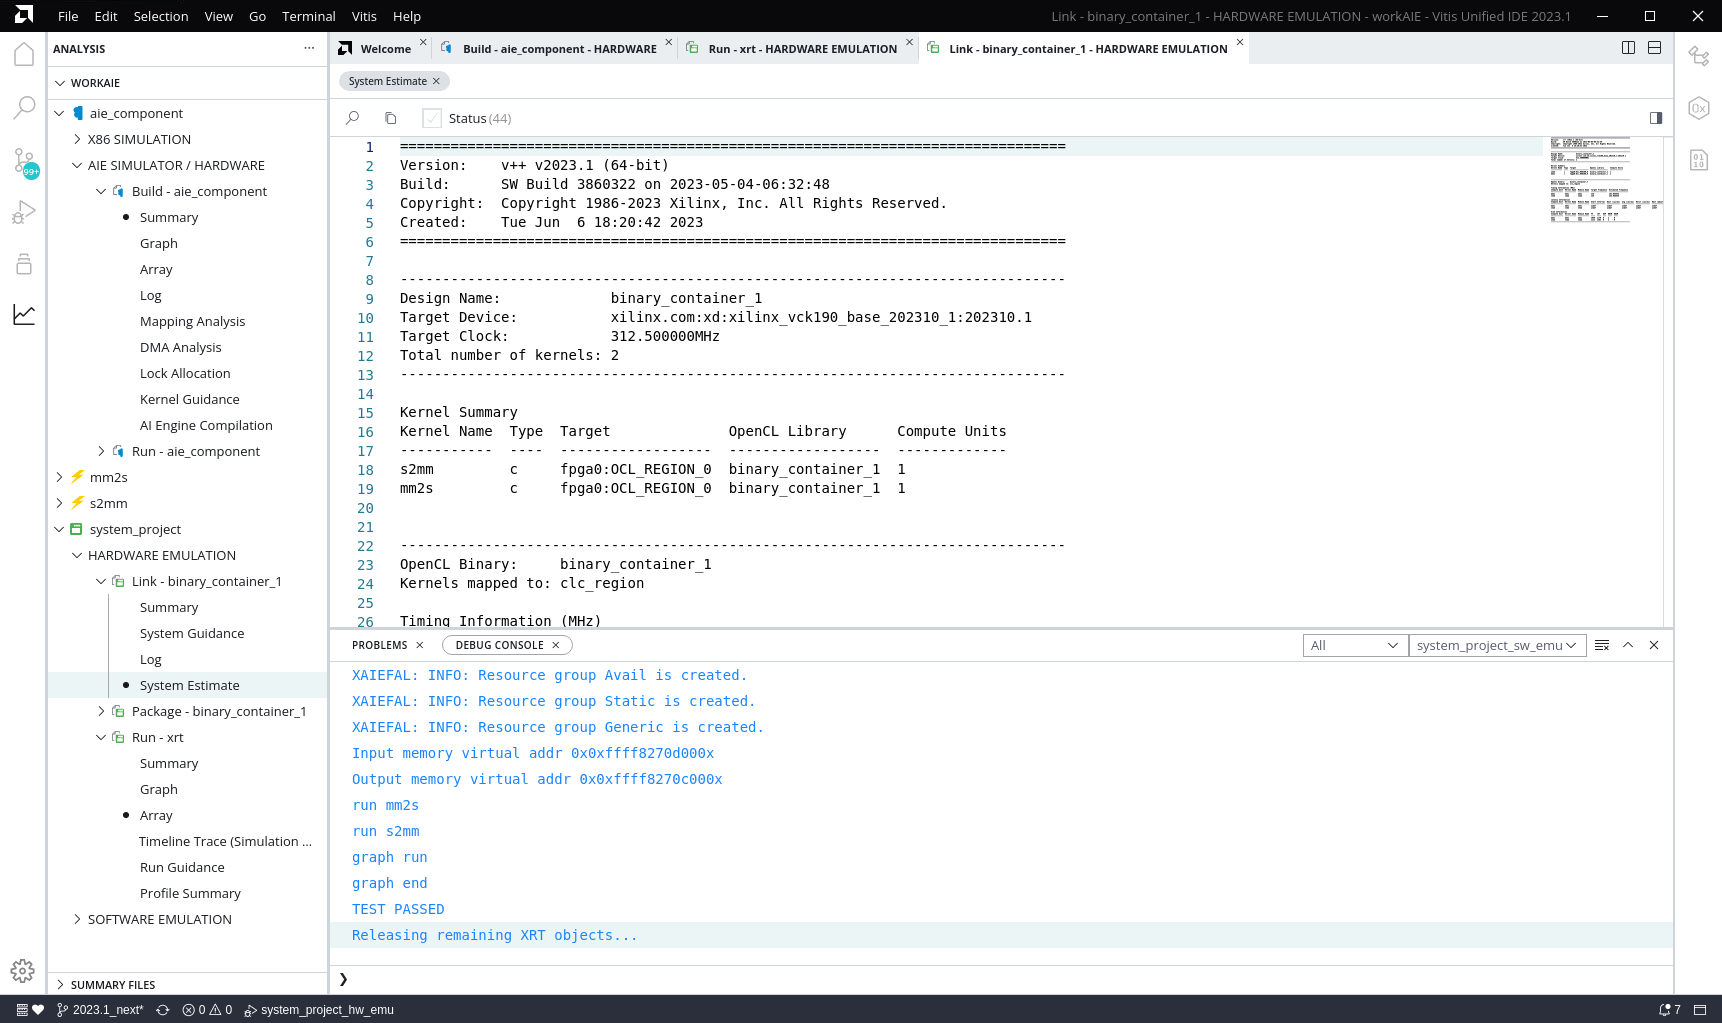 File Edit Selection View Go Terminal Vitis Help
Link - binary_container_1 - HARDWARE EMULATION - workAIE - Vitis Unified IDE 2023.1
ANALYSIS
WORKAIE
aie_component
X86 SIMULATION
AIE SIMULATOR / HARDWARE
Build - aie_component
Summary
Graph
Array
Log
Mapping Analysis
DMA Analysis
Lock Allocation
Kernel Guidance
AI Engine Compilation
Run - aie_component
mm2s
s2mm
system_project
HARDWARE EMULATION
Link - binary_container_1
Summary
System Guidance
Log
System Estimate
Package - binary_container_1
Run - xrt
Summary
Graph
Array
Timeline Trace (Simulation ...
Run Guidance
Profile Summary
SOFTWARE EMULATION
SUMMARY FILES
99+
Welcome
Build - aie_component - HARDWARE
Run - xrt - HARDWARE EMULATION
Link - binary_container_1 - HARDWARE EMULATION
System Estimate
Status (44)
1 ===============================================================================
2 Version:    v++ v2023.1 (64-bit)
3 Build:      SW Build 3860322 on 2023-05-04-06:32:48
4 Copyright:  Copyright 1986-2023 Xilinx, Inc. All Rights Reserved.
5 Created:    Tue Jun  6 18:20:42 2023
6 ===============================================================================
7
8 -------------------------------------------------------------------------------
9 Design Name:             binary_container_1
10 Target Device:           xilinx.com:xd:xilinx_vck190_base_202310_1:202310.1
11 Target Clock:            312.500000MHz
12 Total number of kernels: 2
13 -------------------------------------------------------------------------------
14
15 Kernel Summary
16 Kernel Name  Type  Target              OpenCL Library      Compute Units
17 -----------  ----  ------------------  ------------------  -------------
18 s2mm         c     fpga0:OCL_REGION_0  binary_container_1  1
19 mm2s         c     fpga0:OCL_REGION_0  binary_container_1  1
20
21
22 -------------------------------------------------------------------------------
23 OpenCL Binary:     binary_container_1
24 Kernels mapped to: clc_region
25
26 Timing Information (MHz)
0x
01
10
PROBLEMS
DEBUG CONSOLE
All
system_project_sw_emu
XAIEFAL: INFO: Resource group Avail is created.
XAIEFAL: INFO: Resource group Static is created.
XAIEFAL: INFO: Resource group Generic is created.
Input memory virtual addr 0x0xffff8270d000x
Output memory virtual addr 0x0xffff8270c000x
run mm2s
run s2mm
graph run
graph end
TEST PASSED
Releasing remaining XRT objects...
2023.1_next* 0 0 system_project_hw_emu
7